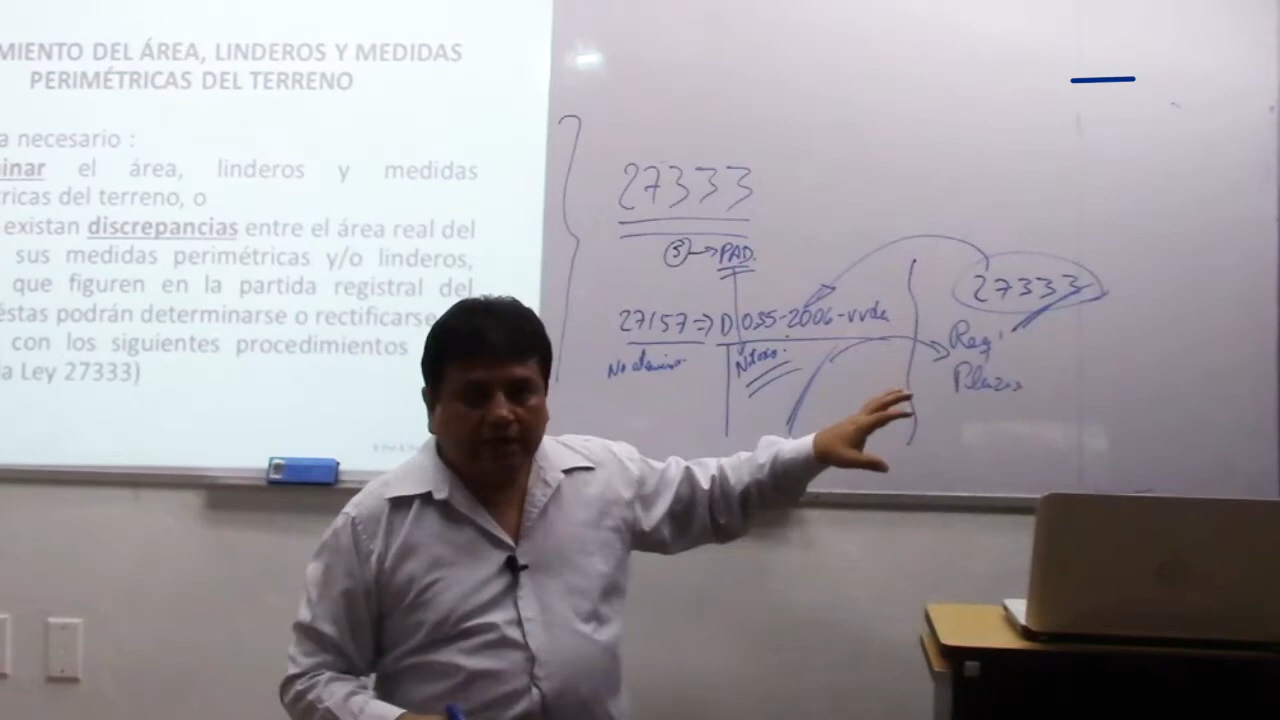 MIENTO DEL ÁREA, LINDEROS Y MEDIDAS
PERIMÉTRICAS DEL TERRENO
a necesario :
inar el área, linderos y medidas
tricas del terreno, o
existan discrepancias entre el área real del
sus medidas perimétricas y/o linderos,
que figuren en la partida registral del
éstas podrán determinarse o rectificarse
con los siguientes procedimientos
a Ley 27333)
27333
5 → PAD.
27157 => D 035-2006-vvda
27333
Reg'
Plazos